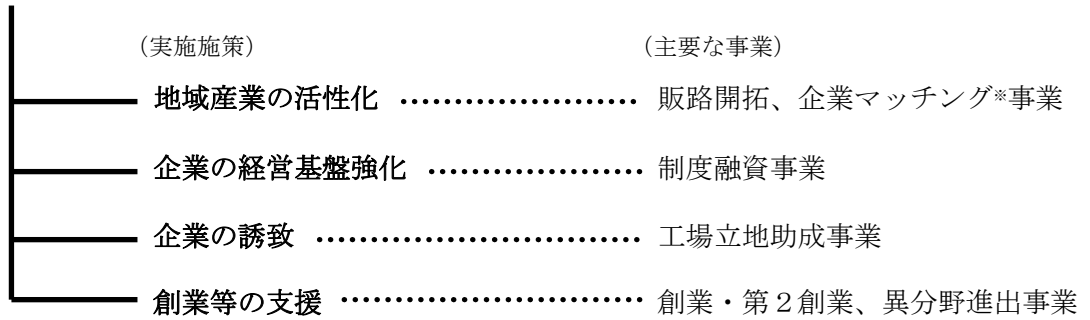 （実施施策） （主要な事業）
地域産業の活性化 ………………………… 販路開拓、企業マッチング※事業
企業の経営基盤強化 ……………………… 制度融資事業
企業の誘致 ………………………………… 工場立地助成事業
創業等の支援 ……………………………… 創業・第２創業、異分野進出事業